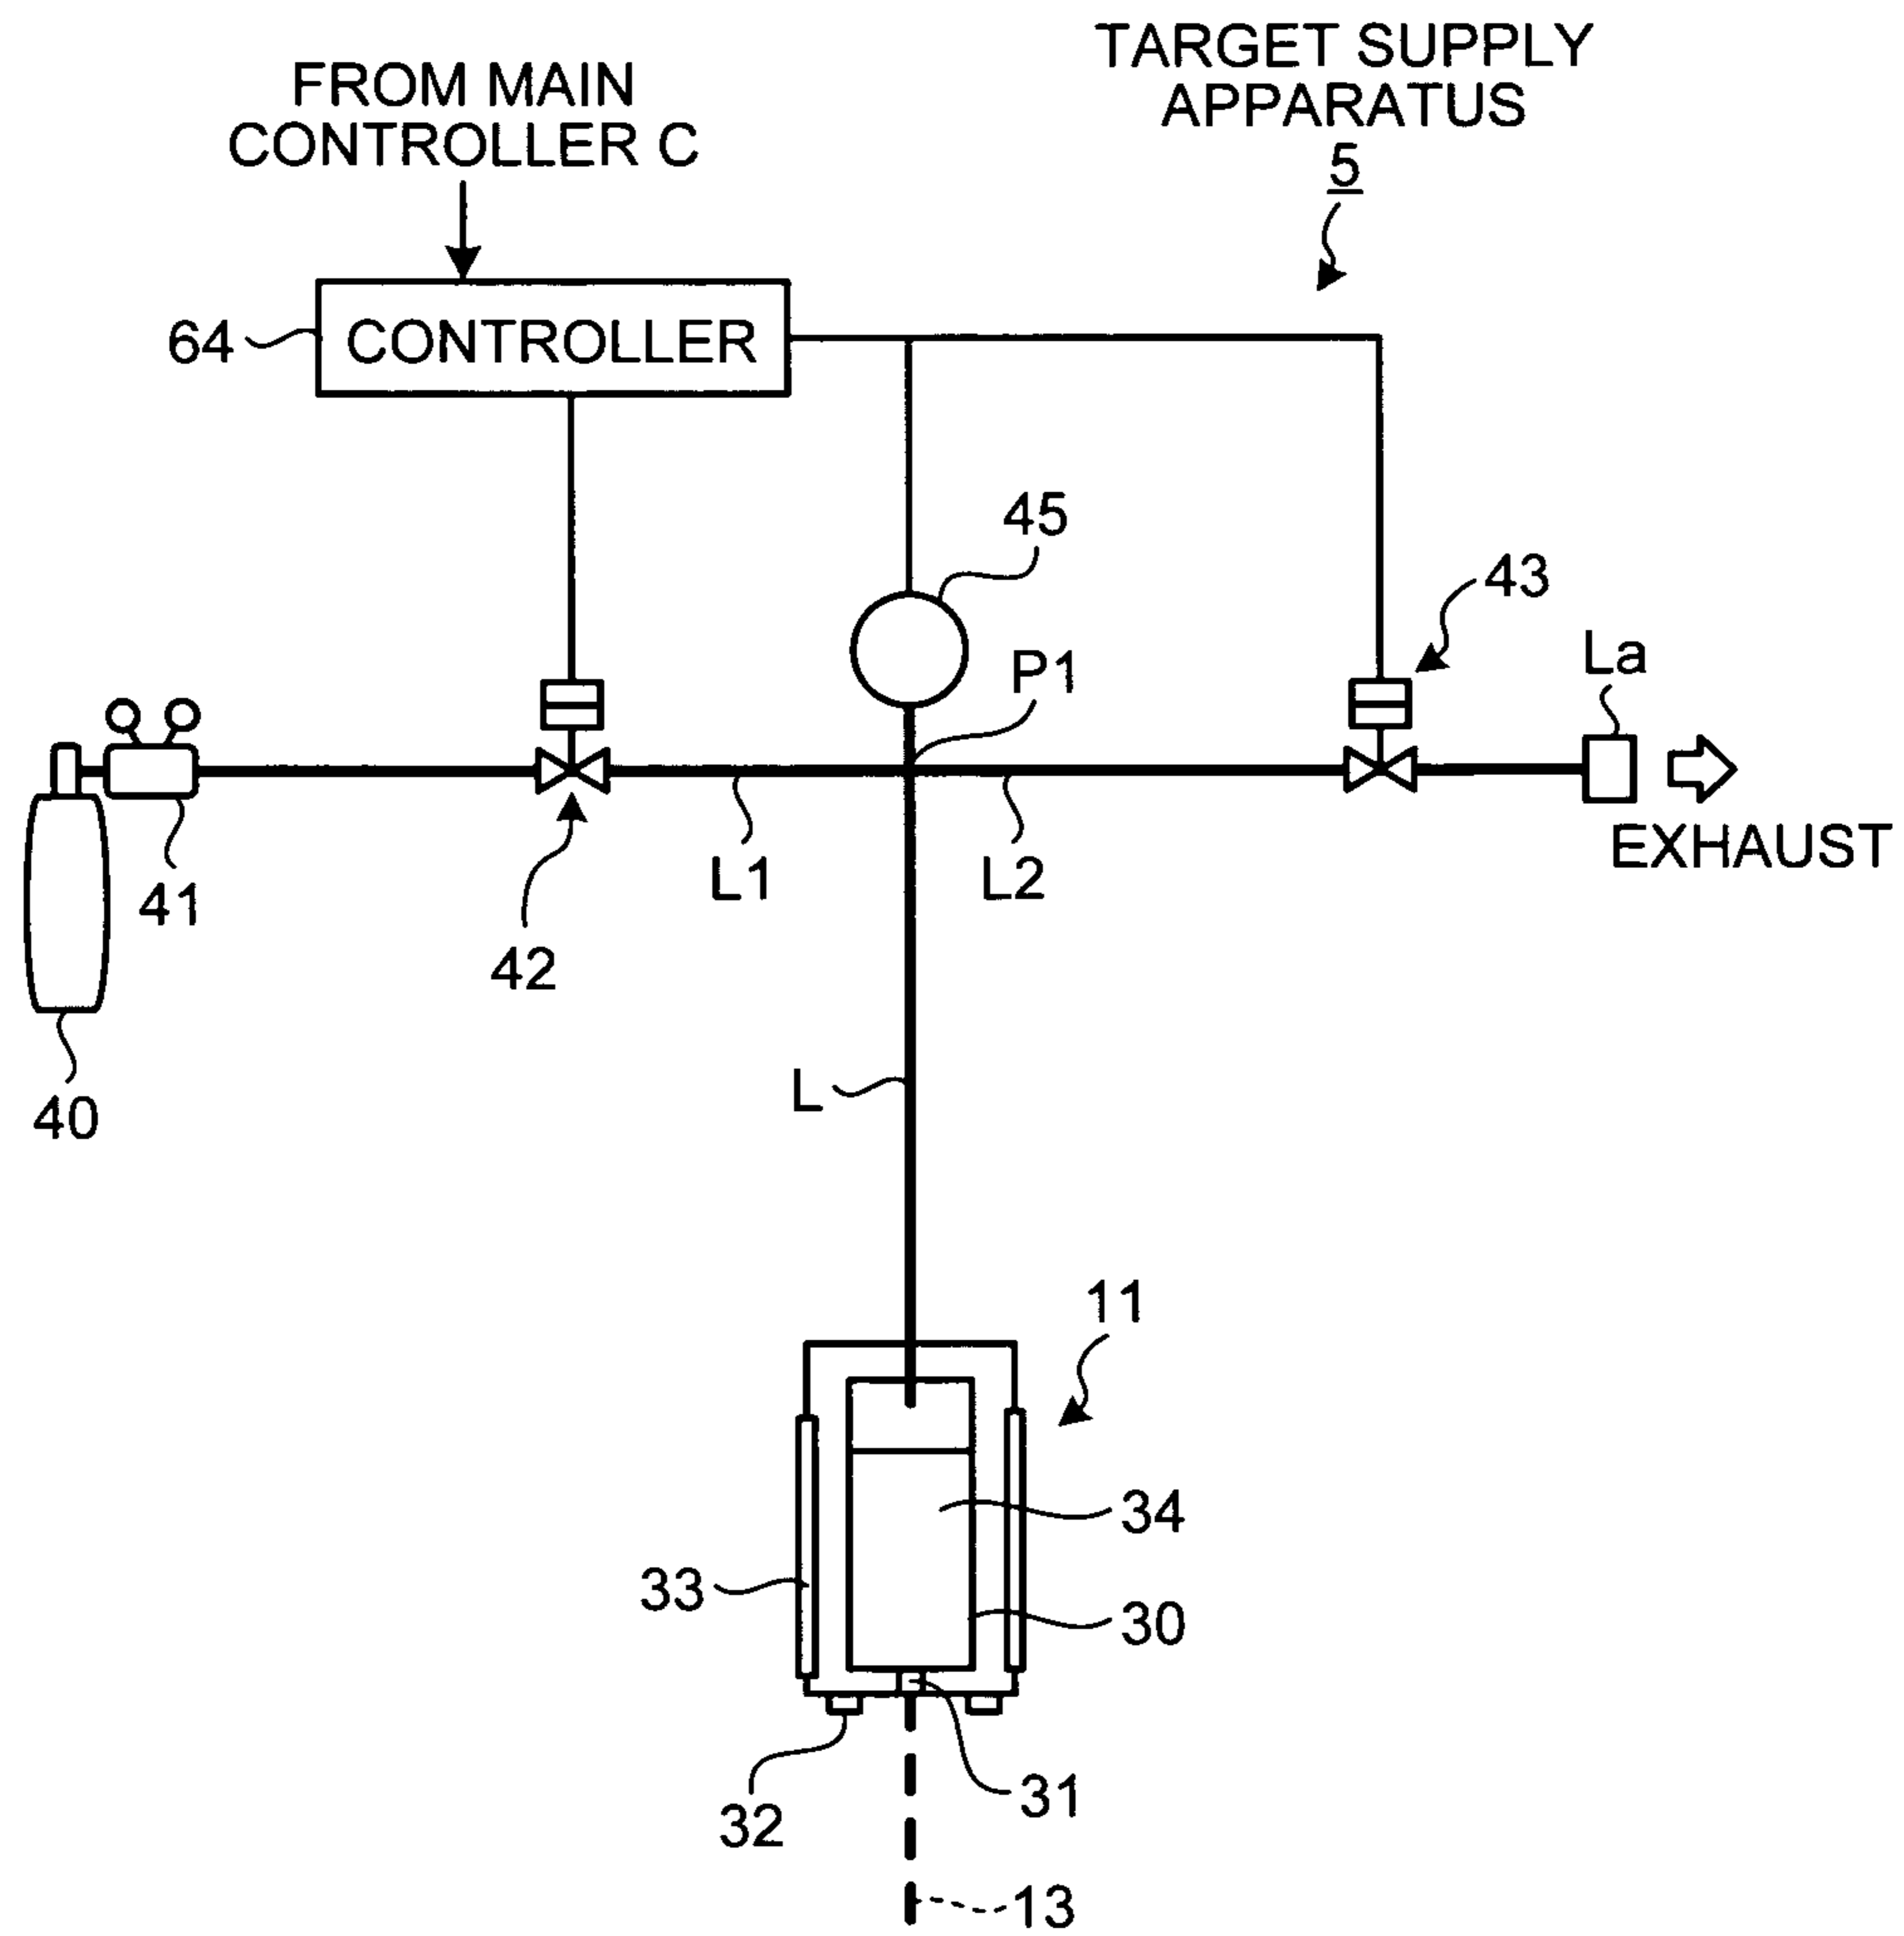 TARGET SUPPLY
APPARATUS
5
FROM MAIN
CONTROLLER C
64
CONTROLLER
45
43
P1
La
EXHAUST
41
L1
L2
42
40
L
11
34
33
30
31
32
13